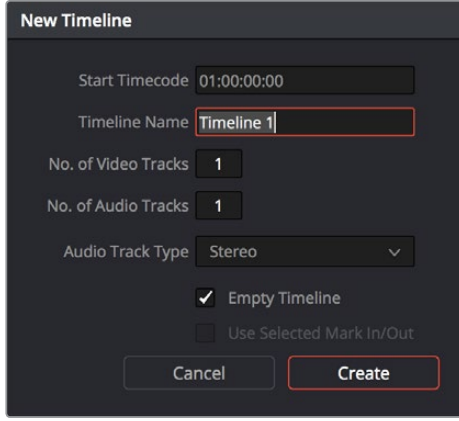 New Timeline
Start Timecode 01:00:00:00
Timeline Name Timeline 1
No. of Video Tracks 1
No. of Audio Tracks 1
Audio Track Type Stereo
Empty Timeline
Use Selected Mark In/Out
Cancel Create